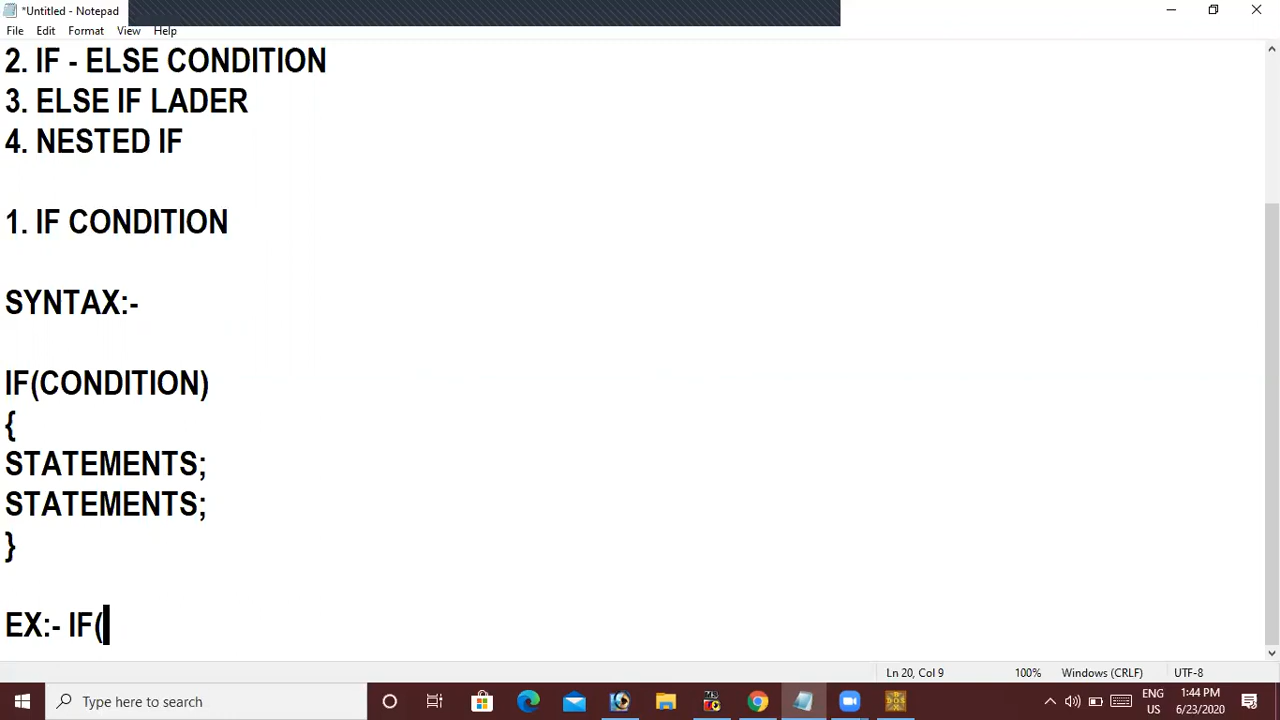 *Untitled - Notepad
File Edit Format View Help
2. IF - ELSE CONDITION
3. ELSE IF LADER
4. NESTED IF
1. IF CONDITION
SYNTAX:-
IF(CONDITION)
{
STATEMENTS;
STATEMENTS;
}
EX:- IF(
Ln 20, Col 9 100% Windows (CRLF) UTF-8
Type here to search
ENG
US
1:44 PM
6/23/2020